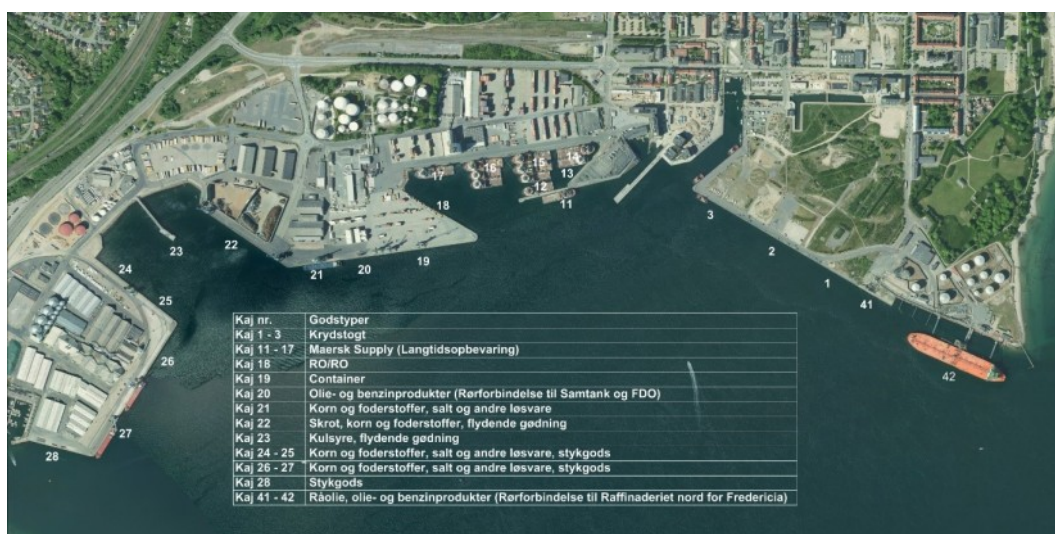 17
16
15
14
13
12
11
18
3
23
22
2
19
20
21
24
1
25
41
Kaj nr. Godstyper
Kaj 1 - 3 Krydstogt
Kaj 11 - 17 Maersk Supply (Langtidsopbevaring)
Kaj 18 RO/RO
Kaj 19 Container
Kaj 20 Olie- og benzinprodukter (Rørforbindelse til Samtank og FDO)
Kaj 21 Korn og foderstoffer, salt og andre løsvare
Kaj 22 Skrot, korn og foderstoffer, flydende gødning
Kaj 23 Kulsyre, flydende gødning
Kaj 24 - 25 Korn og foderstoffer, salt og andre løsvare, stykgods
Kaj 26 - 27 Korn og foderstoffer, salt og andre løsvare, stykgods
Kaj 28 Stykgods
Kaj 41 - 42 Råolie, olie- og benzinprodukter (Rørforbindelse til Raffinaderiet nord for Fredericia)
26
42
27
28